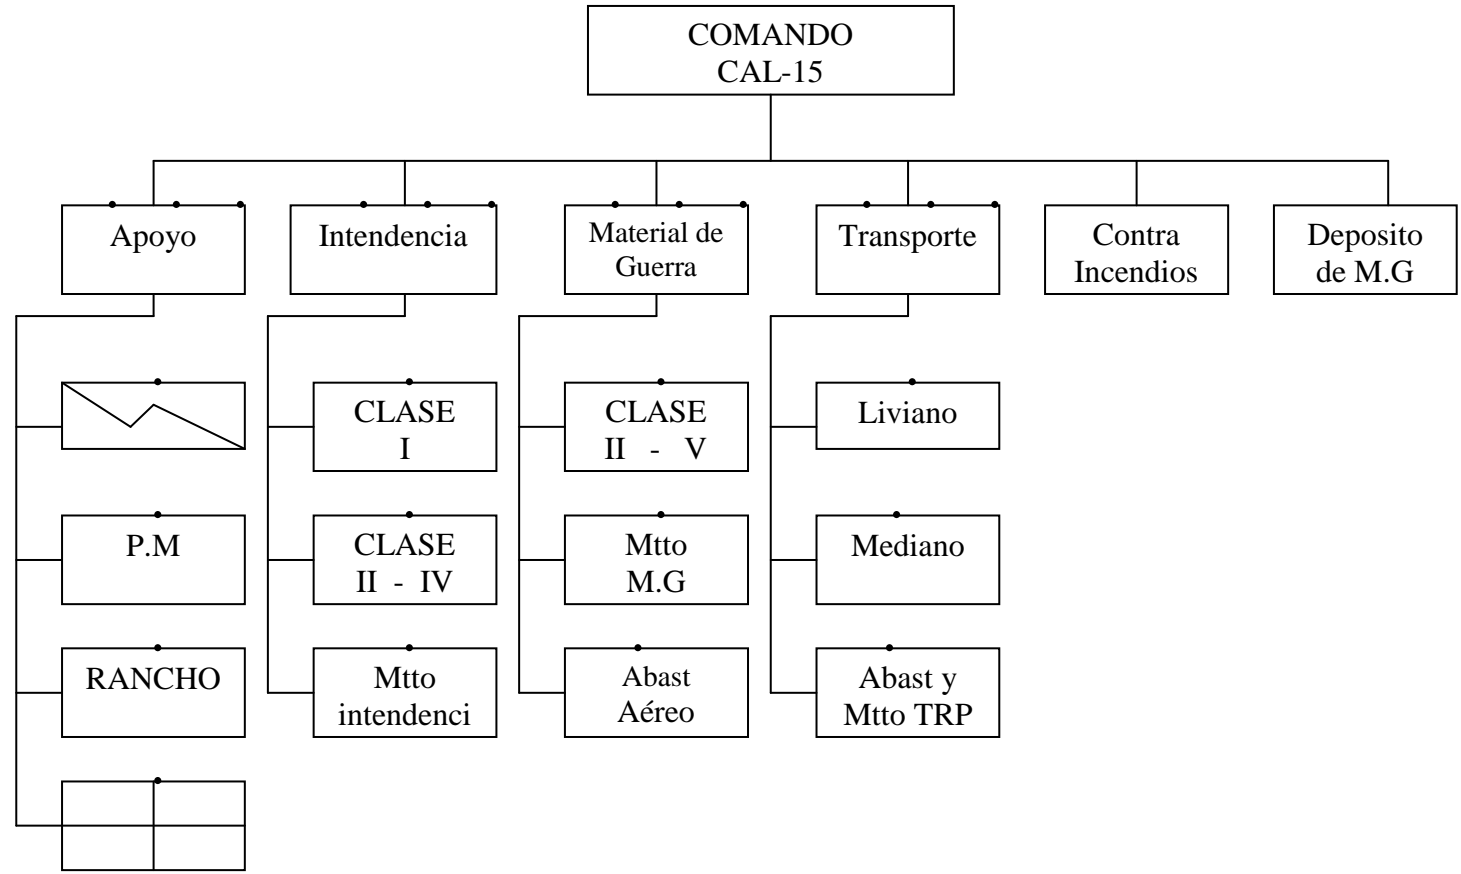 COMANDO
CAL-15
Apoyo
Intendencia
Material de
Guerra
Transporte
Contra
Incendios
Deposito
de M.G
CLASE
I
CLASE
II - V
Liviano
P.M
CLASE
II - IV
Mtto
M.G
Mediano
RANCHO
Mtto
intendenci
Abast
Aéreo
Abast y
Mtto TRP